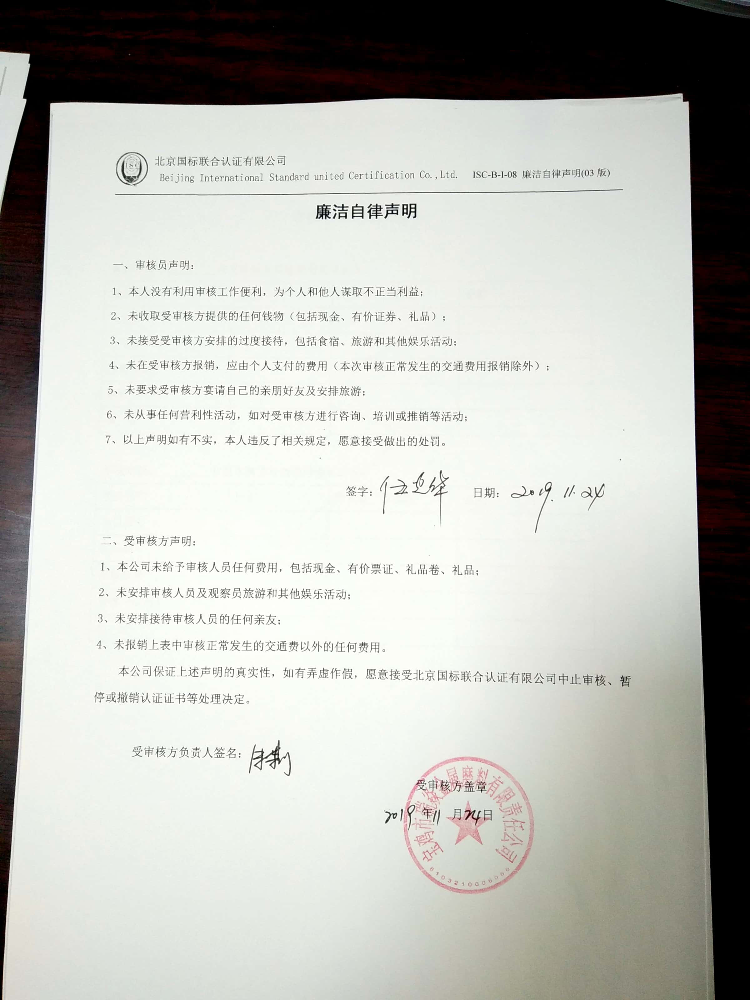 北京国标联合认证有限公司
Beijing International Standard united Certification Co.,Ltd. ISC-B-I-08 廉洁自律声明(03 版)
ISC
廉洁自律声明
一、审核员声明：
1、本人没有利用审核工作便利，为个人和他人谋取不正当利益；
2、未收取受审核方提供的任何钱物（包括现金、有价证券、礼品）；
3、未接受受审核方安排的过度接待，包括食宿、旅游和其他娱乐活动；
4、未在受审核方报销，应由个人支付的费用（本次审核正常发生的交通费用报销除外）；
5、未要求受审核方宴请自己的亲朋好友及安排旅游；
6、未从事任何营利性活动，如对受审核方进行咨询、培训或推销等活动；
7、以上声明如有不实，本人违反了相关规定，愿意接受做出的处罚。
签字： 日期：2019.11.24
二、受审核方声明：
1、本公司未给予审核人员任何费用，包括现金、有价票证、礼品卷、礼品；
2、未安排审核人员及观察员旅游和其他娱乐活动；
3、未安排接待审核人员的任何亲友；
4、未报销上表中审核正常发生的交通费以外的任何费用。
本公司保证上述声明的真实性，如有弄虚作假，愿意接受北京国标联合认证有限公司中止审核、暂
停或撤销认证证书等处理决定。
受审核方负责人签名：
受审核方盖章
2019年11月24日
宝鸡市 金属磨料有限责任公司